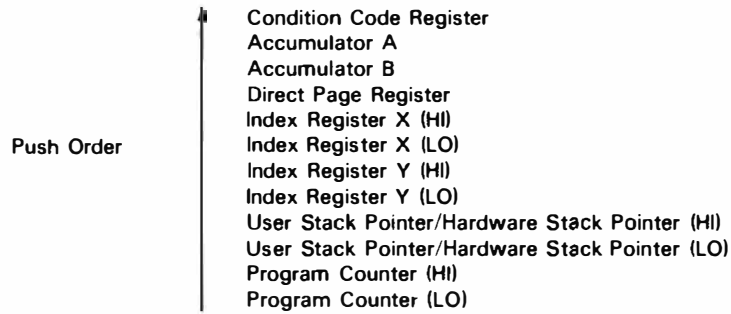 Condition Code Register
Accumulator A
Accumulator B
Direct Page Register
Index Register X (HI)
Push Order
Index Register X (LO)
Index Register Y (HI)
Index Register Y (LO)
User Stack Pointer/Hardware Stack Pointer (HI)
User Stack Pointer/Hardware Stack Pointer (LO)
Program Counter (HI)
Program Counter (LO)